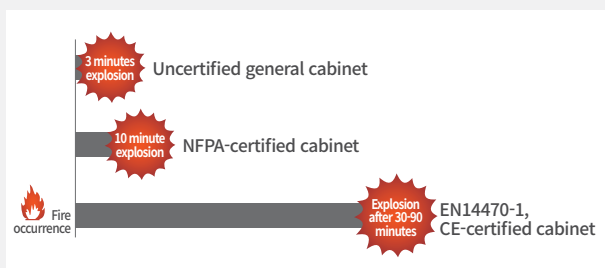 3 minutes
explosion
Uncertified general cabinet
10 minute
explosion
NFPA-certified cabinet
Fire
occurrence
Explosion
after 30-90
minutes
EN14470-1,
CE-certified cabinet